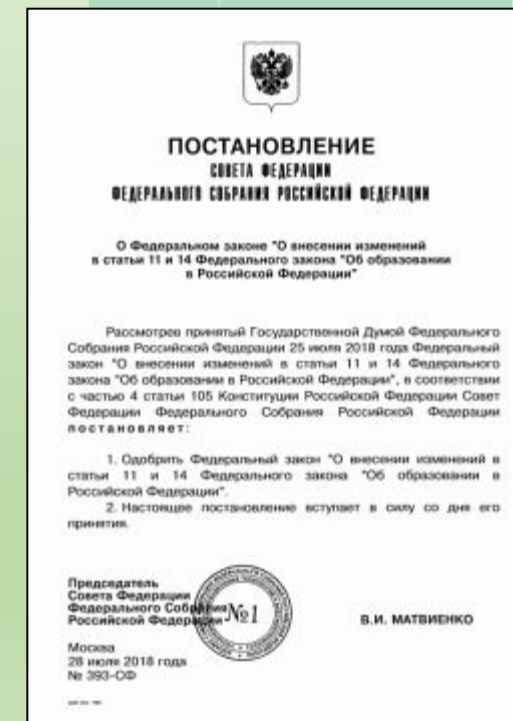 ПОСТАНОВЛЕНИЕ
СОВЕТА ФЕДЕРАЦИИ
ФЕДЕРАЛЬНОГО СОБРАНИЯ РОССИЙСКОЙ ФЕДЕРАЦИИ
О Федеральном законе "О внесении изменений
в статьи 11 и 14 Федерального закона "Об образовании
в Российской Федерации"
Рассмотрев принятый Государственной Думой Федерального
Собрания Российской Федерации 25 июля 2018 года Федеральный
закон "О внесении изменений в статьи 11 и 14 Федерального
закона "Об образовании в Российской Федерации", в соответствии
с частью 4 статьи 105 Конституции Российской Федерации Совет
Федерации Федерального Собрания Российской Федерации
постановляет:
1. Одобрить Федеральный закон "О внесении изменений в
статьи 11 и 14 Федерального закона "Об образовании в
Российской Федерации".
2. Настоящее постановление вступает в силу со дня его
принятия.
Председатель
Совета Федерации
Федерального Собрания
Российской Федерации
№1
В.И. МАТВИЕНКО
Москва
28 июля 2018 года
№ 393-СФ